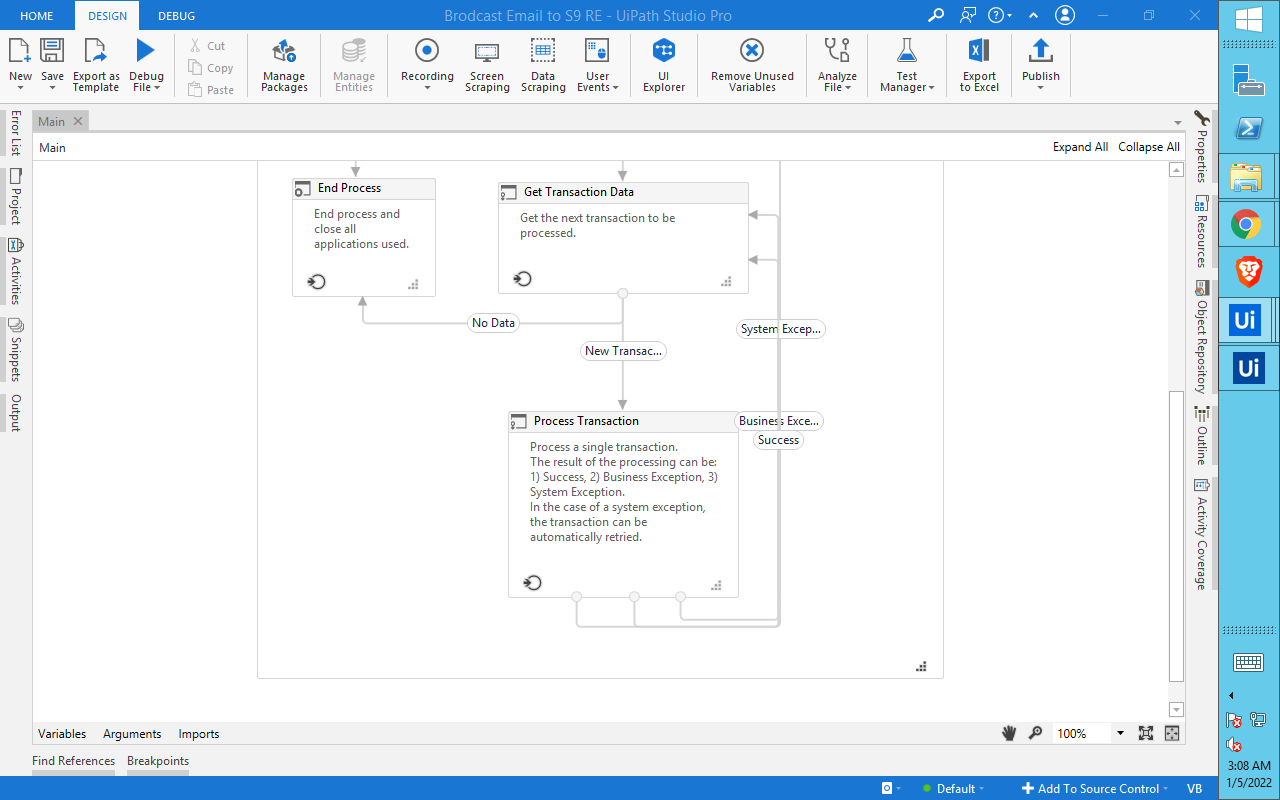 HOME
DESIGN
DEBUG
Brodcast Email to S9 RE - UiPath Studio Pro
New
Save
Export as
Template
Debug
File
Cut
Copy
Paste
Manage
Packages
Manage
Entities
Recording
Screen
Scraping
Data
Scraping
User
Events
UI
Explorer
Remove Unused
Variables
Analyze
File
Test
Manager
Export
to Excel
Publish
Error List
Project
Activities
Snippets
Output
Main
Main
Expand All
Collapse All
End Process
End process and
close all
applications used.
Get Transaction Data
Get the next transaction to be
processed.
No Data
New Transac...
System Excep...
Business Exce...
Success
Process Transaction
Process a single transaction.
The result of the processing can be:
1) Success, 2) Business Exception, 3)
System Exception.
In the case of a system exception,
the transaction can be
automatically retried.
Properties
Resources
Object Repository
Outline
Activity Coverage
Ui
Ui
Variables
Arguments
Imports
100%
Find References
Breakpoints
Default
Add To Source Control
VB
3:08 AM
1/5/2022